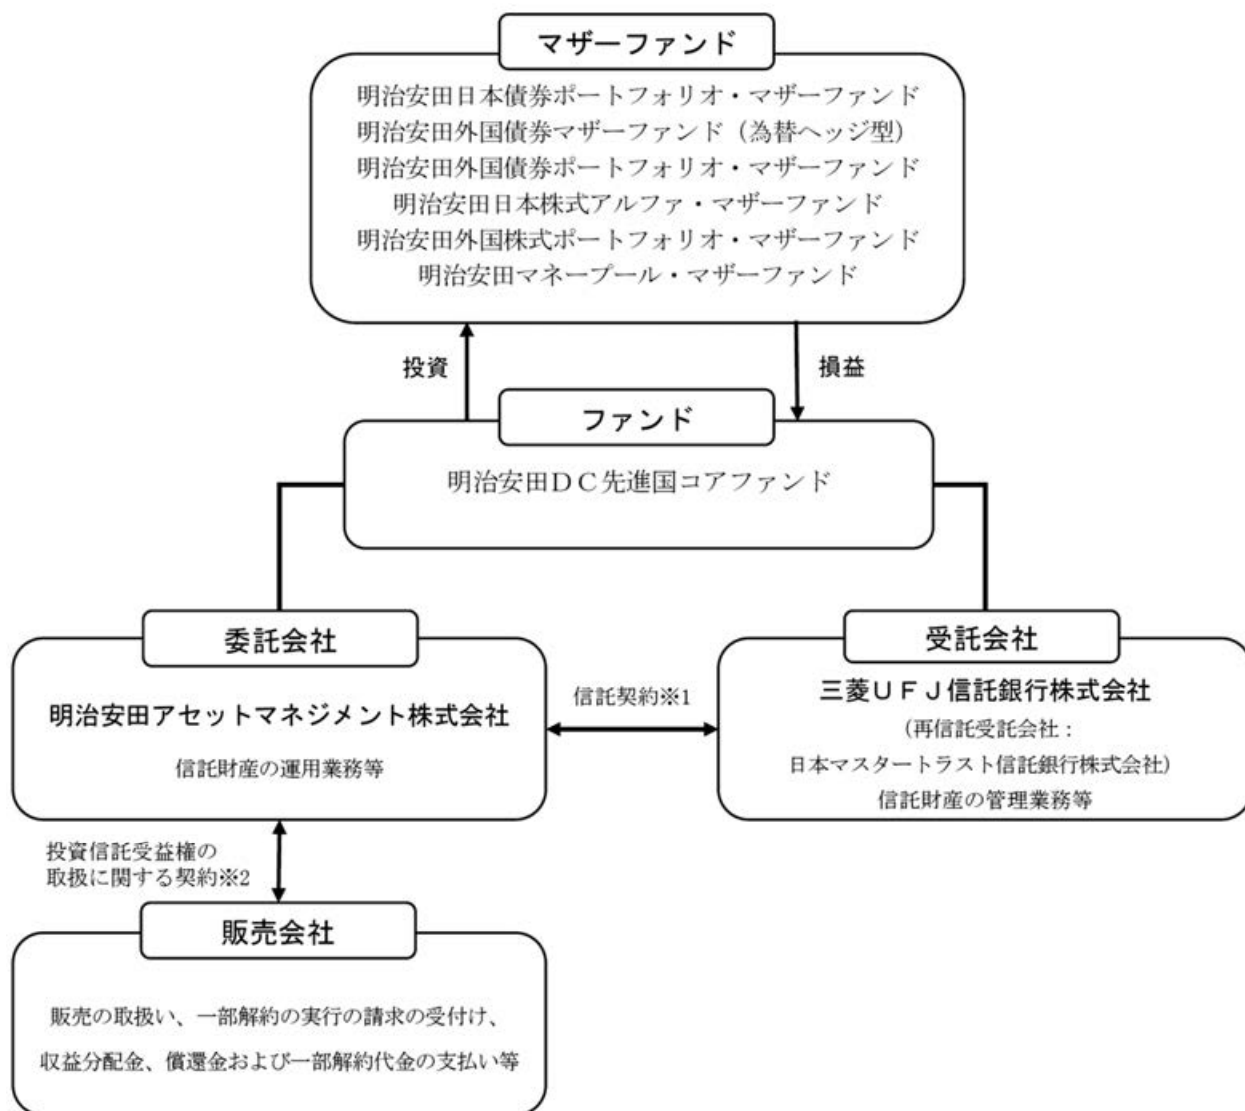 マザーファンド
明治安田日本債券ポートフォリオ・マザーファンド
明治安田外国債券マザーファンド（為替ヘッジ型）
明治安田外国債券ポートフォリオ・マザーファンド
明治安田日本株式アルファ・マザーファンド
明治安田外国株式ポートフォリオ・マザーファンド
明治安田マネープール・マザーファンド
投資
損益
ファンド
明治安田ＤＣ先進国コアファンド
委託会社
明治安田アセットマネジメント株式会社
信託財産の運用業務等
信託契約※1
受託会社
三菱ＵＦＪ信託銀行株式会社
(再信託受託会社：
日本マスタートラスト信託銀行株式会社)
信託財産の管理業務等
投資信託受益権の
取扱に関する契約※2
販売会社
販売の取扱い、一部解約の実行の請求の受付け、
収益分配金、償還金および一部解約代金の支払い等